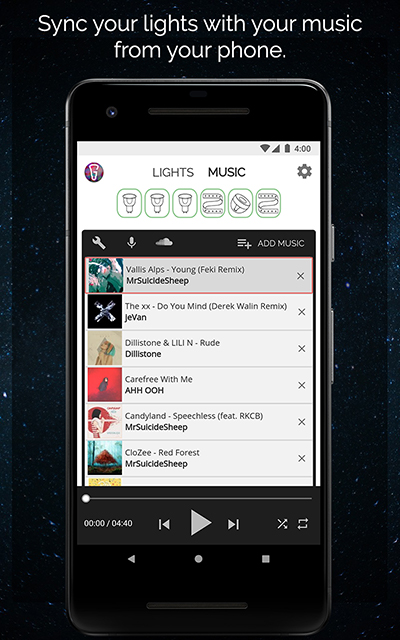 Sync your lights with your music
from your phone.
4:00
LIGHTS MUSIC
ADD MUSIC
Vallis Alps - Young (Feki Remix)
MrSuicideSheep
The xx - Do You Mind (Derek Walin Remix)
jeVan
Dillistone & LILI N - Rude
Dillistone
Carefree With Me
AHH OOH
Candyland - Speechless (feat. RKCB)
MrSuicideSheep
CloZee - Red Forest
MrSuicideSheep
00:00 / 04:40